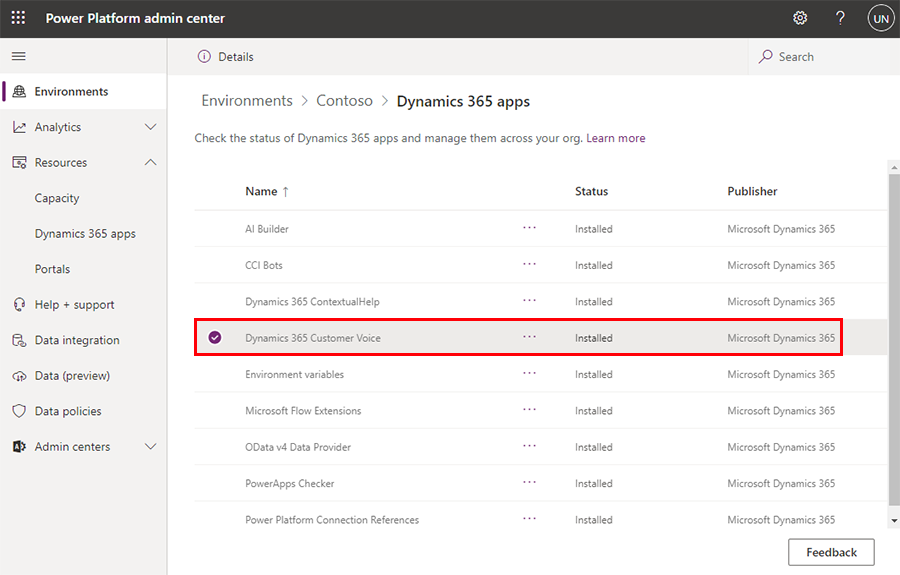 Power Platform admin center
?
UN
Details
Search
Environments
Analytics
Resources
Capacity
Dynamics 365 apps
Portals
Help + support
Data integration
Data (preview)
Data policies
Admin centers
Environments > Contoso > Dynamics 365 apps
Check the status of Dynamics 365 apps and manage them across your org. Learn more
Name ↑ Status Publisher
AI Builder ... Installed Microsoft Dynamics 365
CCI Bots ... Installed Microsoft Dynamics 365
Dynamics 365 ContextualHelp ... Installed Microsoft Dynamics 365
Dynamics 365 Customer Voice ... Installed Microsoft Dynamics 365
Environment variables ... Installed Microsoft Dynamics 365
Microsoft Flow Extensions ... Installed Microsoft Dynamics 365
OData v4 Data Provider ... Installed Microsoft Dynamics 365
PowerApps Checker ... Installed Microsoft Dynamics 365
Power Platform Connection References ... Installed Microsoft Dynamics 365
Feedback